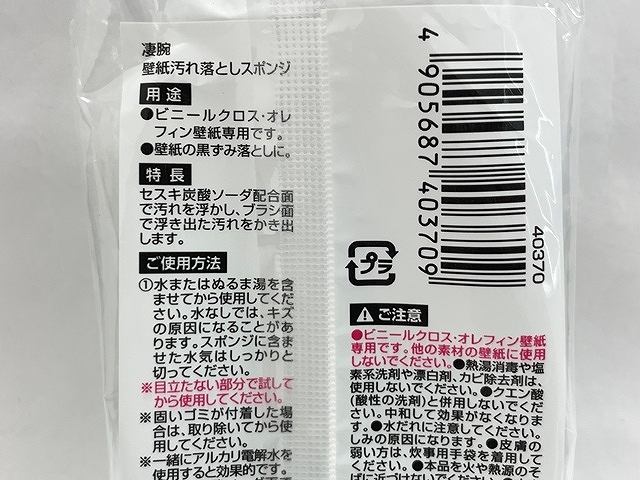 凄腕
壁紙汚れ落としスポンジ
用途
●ビニールクロス・オレ
フィン壁紙専用です。
●壁紙の黒ずみ落としに。
特長
セスキ炭酸ソーダ配合面
で汚れを浮かし、ブラシ面
で浮き出た汚れをかき出
します。
ご使用方法
①水またはぬるま湯を含
ませてから使用してくだ
さい。水なしでは、キズ
の原因になることがあ
ります。スポンジに含ま
せた水気はしっかりと
切ってください。
※目立たない部分で試して
から使用してください。
※固いゴミが付着した場
合は、取り除いてから使
用してください。
※一緒にアルカリ電解水を
使用すると効果的です。
4 905687 403709
40370
プラ
ご注意
●ビニールクロス・オレフィン壁紙
専用です。他の素材の壁紙に使用
しないでください。●熱湯消毒や塩
素系洗剤や漂白剤、カビ除去剤は、
使用しないでください。●クエン酸
(酸性の洗剤)と併用しないでくだ
さい。中和して効果がなくなりま
す。●水だれに注意してください。
しみの原因になります。●皮膚の
弱い方は、炊事用手袋を着用して
ください。●本品を火や熱源のそ
ばに近づけないでください。